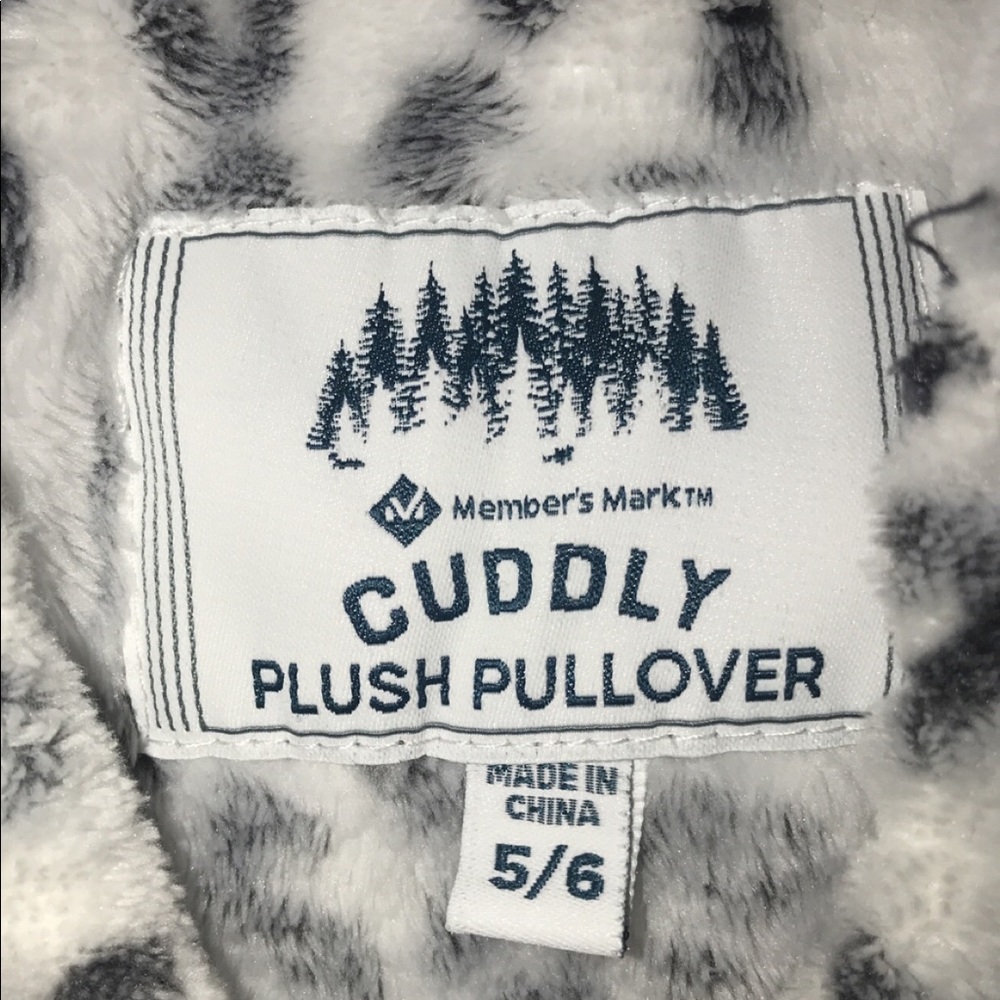 Member's Mark™
CUDDLY
PLUSH PULLOVER
MADE IN
CHINA
5/6